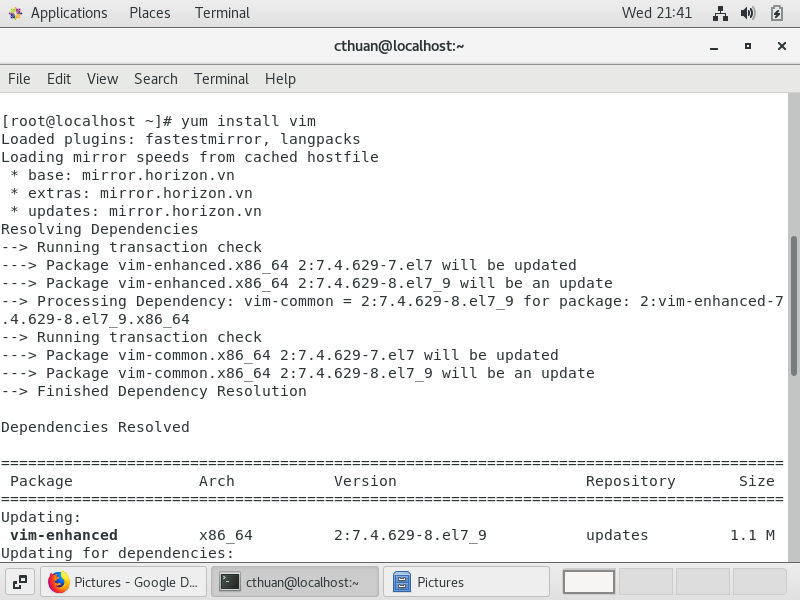 Applications Places Terminal Wed 21:41
cthuan@localhost:~
File Edit View Search Terminal Help
[root@localhost ~]# yum install vim
Loaded plugins: fastestmirror, langpacks
Loading mirror speeds from cached hostfile
 * base: mirror.horizon.vn
 * extras: mirror.horizon.vn
 * updates: mirror.horizon.vn
Resolving Dependencies
--> Running transaction check
---> Package vim-enhanced.x86_64 2:7.4.629-7.el7 will be updated
---> Package vim-enhanced.x86_64 2:7.4.629-8.el7_9 will be an update
--> Processing Dependency: vim-common = 2:7.4.629-8.el7_9 for package: 2:vim-enhanced-7
.4.629-8.el7_9.x86_64
--> Running transaction check
---> Package vim-common.x86_64 2:7.4.629-7.el7 will be updated
---> Package vim-common.x86_64 2:7.4.629-8.el7_9 will be an update
--> Finished Dependency Resolution
Dependencies Resolved
=======================================================================================
 Package Arch Version Repository Size
=======================================================================================
Updating:
 vim-enhanced x86_64 2:7.4.629-8.el7_9 updates 1.1 M
Updating for dependencies:
Pictures - Google D... cthuan@localhost:~ Pictures